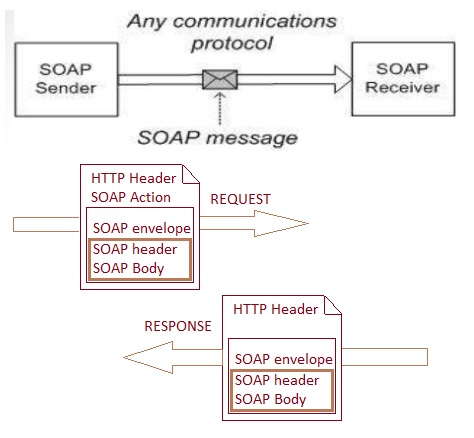 Any communications
protocol
SOAP
Sender
SOAP
Receiver
SOAP message
HTTP Header
SOAP Action
SOAP envelope
SOAP header
SOAP Body
REQUEST
RESPONSE
HTTP Header
SOAP envelope
SOAP header
SOAP Body